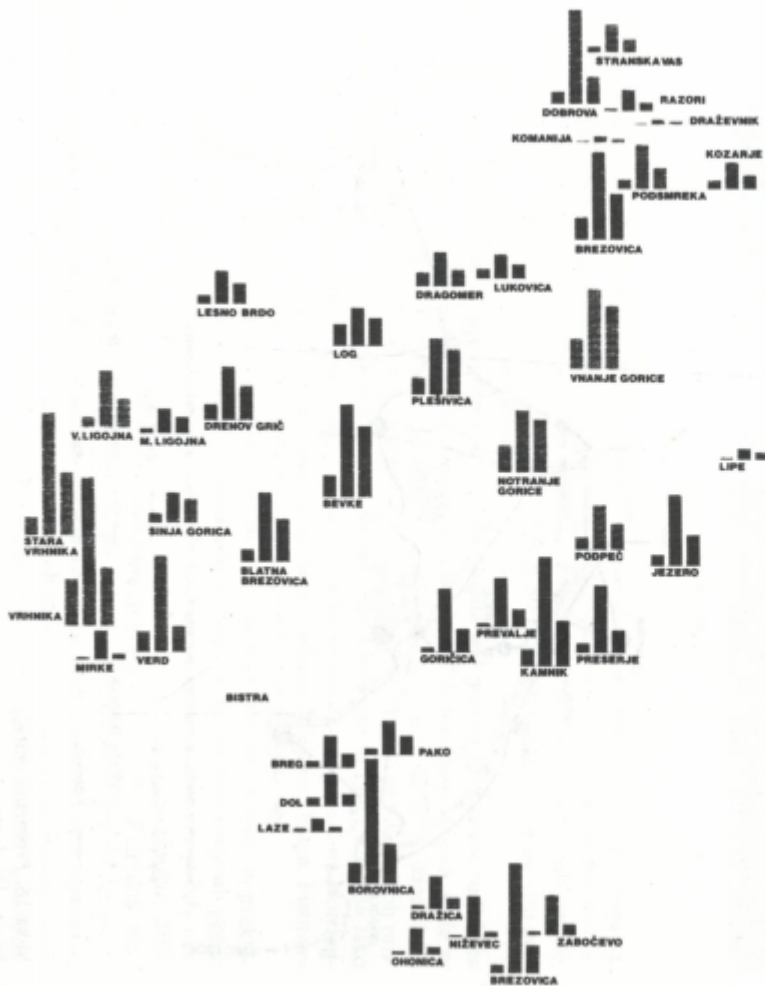 STRANSKA VAS
DOBROVA
RAZORI
DRAŽEVNIK
KOMANIJA
KOZARJE
PODSMREKA
BREZOVICA
DRAGOMER
LUKOVICA
LESNO BRDO
LOG
VNANJE GORICE
PLEŠIVICA
DRENOV GRIČ
V. LIGOJNA
M. LIGOJNA
LIPE
NOTRANJE
GORICE
BEVKE
SINJA GORICA
STARA
VRHNIKA
PODPEČ
BLATNA
BREZOVICA
JEZERO
VRHNIKA
PREVALJE
GORIČICA
PRESERJE
KAMNIK
VERD
MIRKE
BISTRA
PAKO
BREG
DOL
LAZE
BOROVNICA
DRAŽICA
NIŽEVEC
ZABOČEVO
OHONICA
BREZOVICA